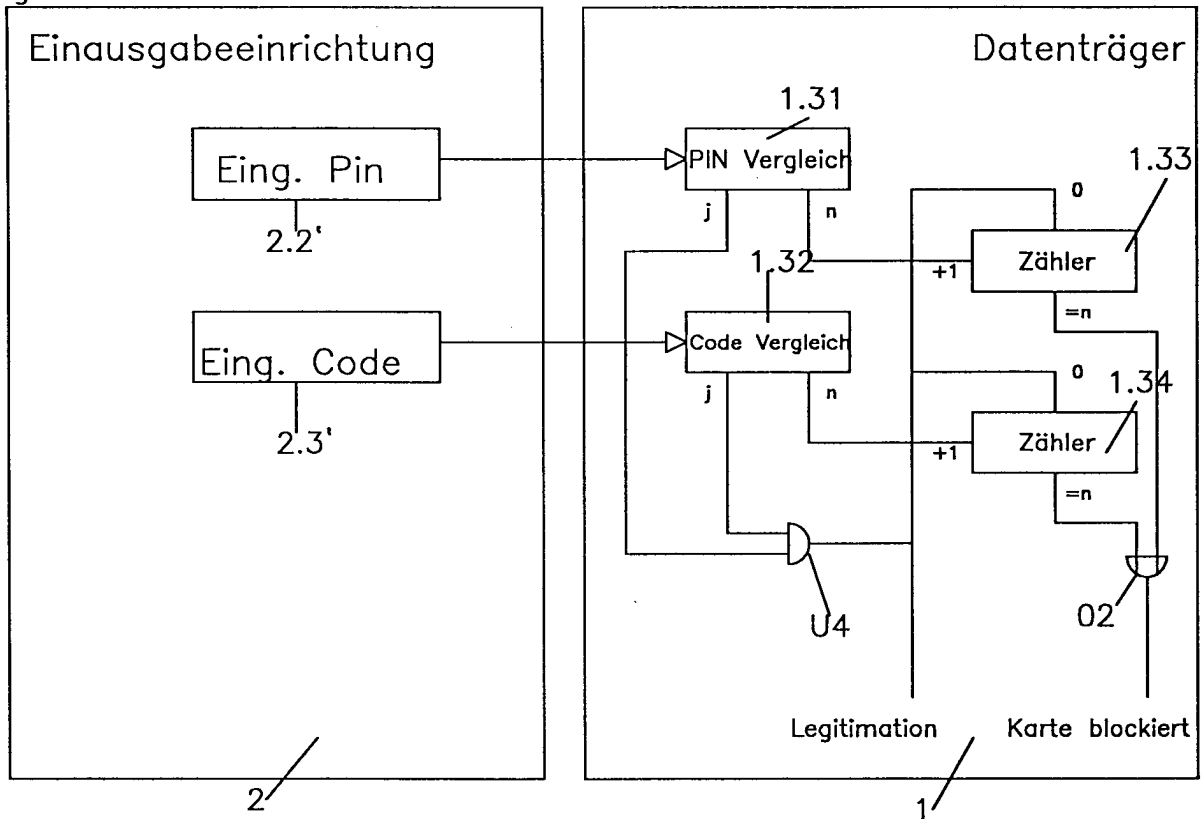 Einausgabeeinrichtung
Datenträger
Eing. Pin
2.2'
Eing. Code
2.3'
2
1.31
PIN Vergleich
j
n
1.32
Code Vergleich
j
n
1.33
0
+1
Zähler
=n
0
1.34
+1
Zähler
=n
U4
O2
Legitimation
Karte blockiert
1